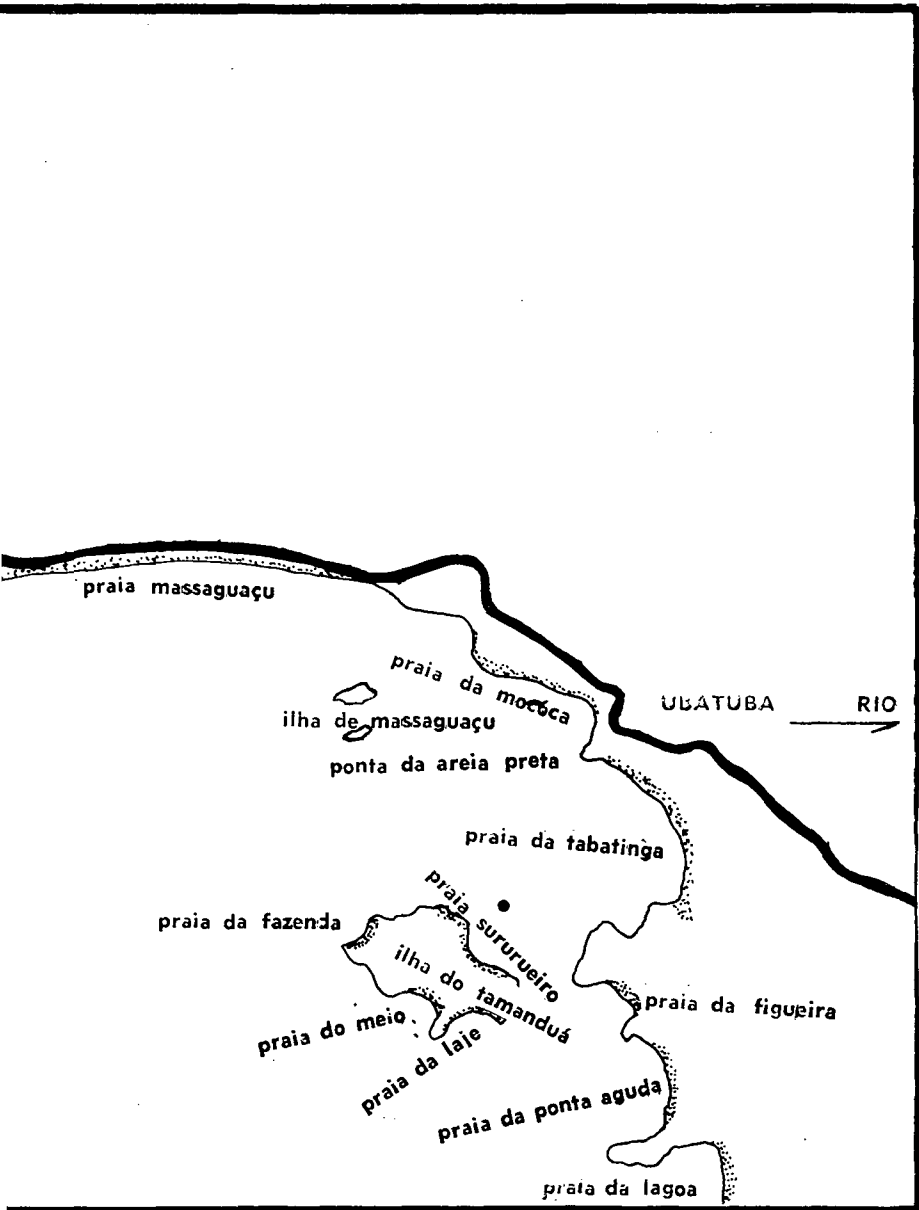 praia massaguaçu
praia da mococa
UBATUBA
RIO
ilha de massaguaçu
ponta da areia preta
praia da tabatinga
praia sururueiro
praia da fazenda
ilha do tamanduá
praia da figueira
praia do meio
praia da laje
praia da ponta aguda
praia da lagoa